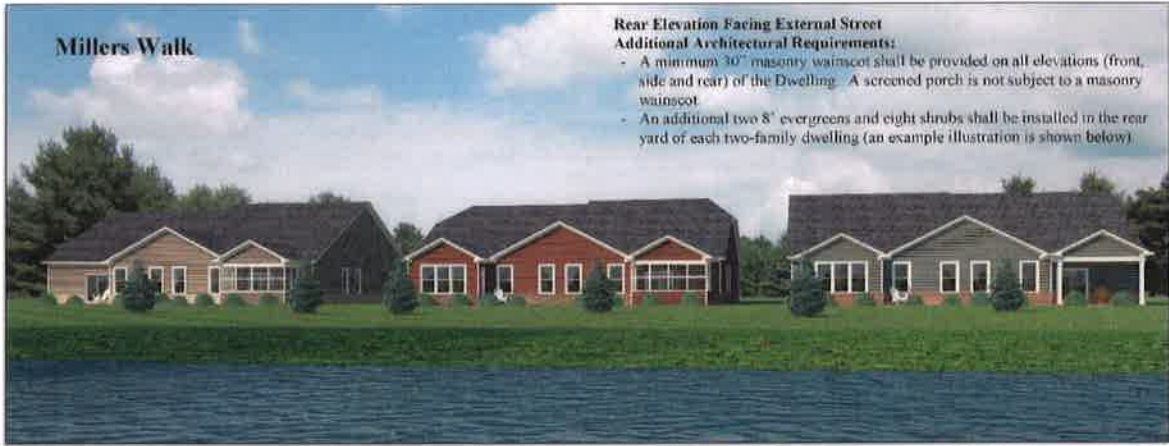 Millers Walk
Rear Elevation Facing External Street
Additional Architectural Requirements:
- A minimum 30" masonry wainscot shall be provided on all elevations (front,
side and rear) of the Dwelling. A screened porch is not subject to a masonry
wainscot.
- An additional two 8' evergreens and eight shrubs shall be installed in the rear
yard of each two-family dwelling (an example illustration is shown below).